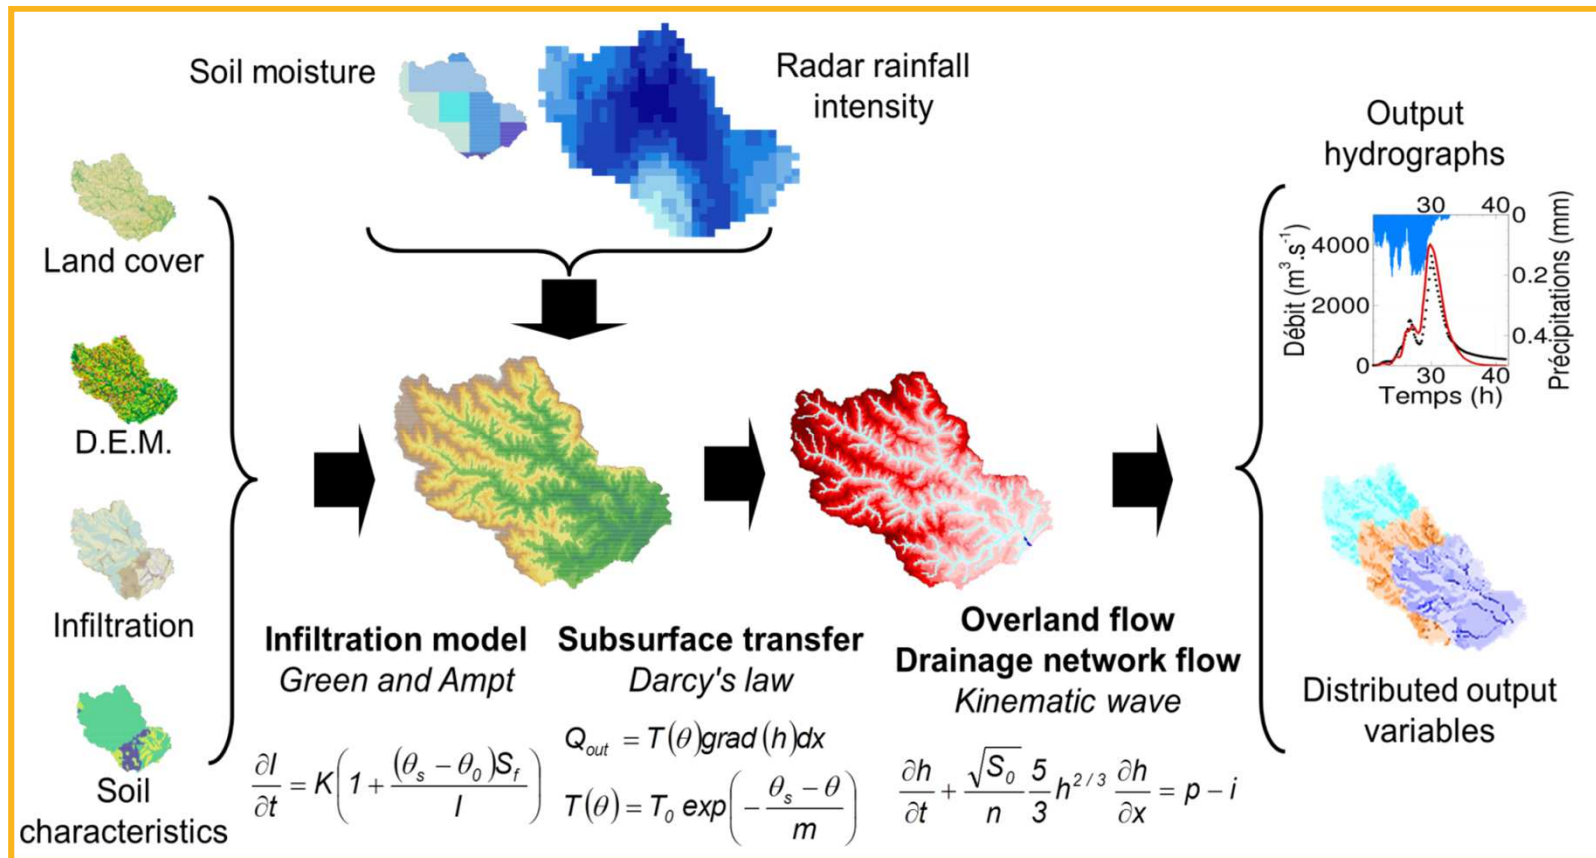 Soil moisture
Radar rainfall
intensity
Land cover
D.E.M.
Infiltration
Soil
characteristics
Infiltration model
Green and Ampt
∂I/∂t = K(1 + (θs − θ0)Sf / I)
Subsurface transfer
Darcy's law
Qout = T(θ)grad(h)dx
T(θ) = T0 exp(− (θs − θ) / m)
Overland flow
Drainage network flow
Kinematic wave
∂h/∂t + √S0/n 5/3 h^2/3 ∂h/∂x = p − i
Output
hydrographs
30 40
0
4000
0.2
2000
0.4
0
30 40
Débit (m³.s⁻¹)
Précipitations (mm)
Temps (h)
Distributed output
variables